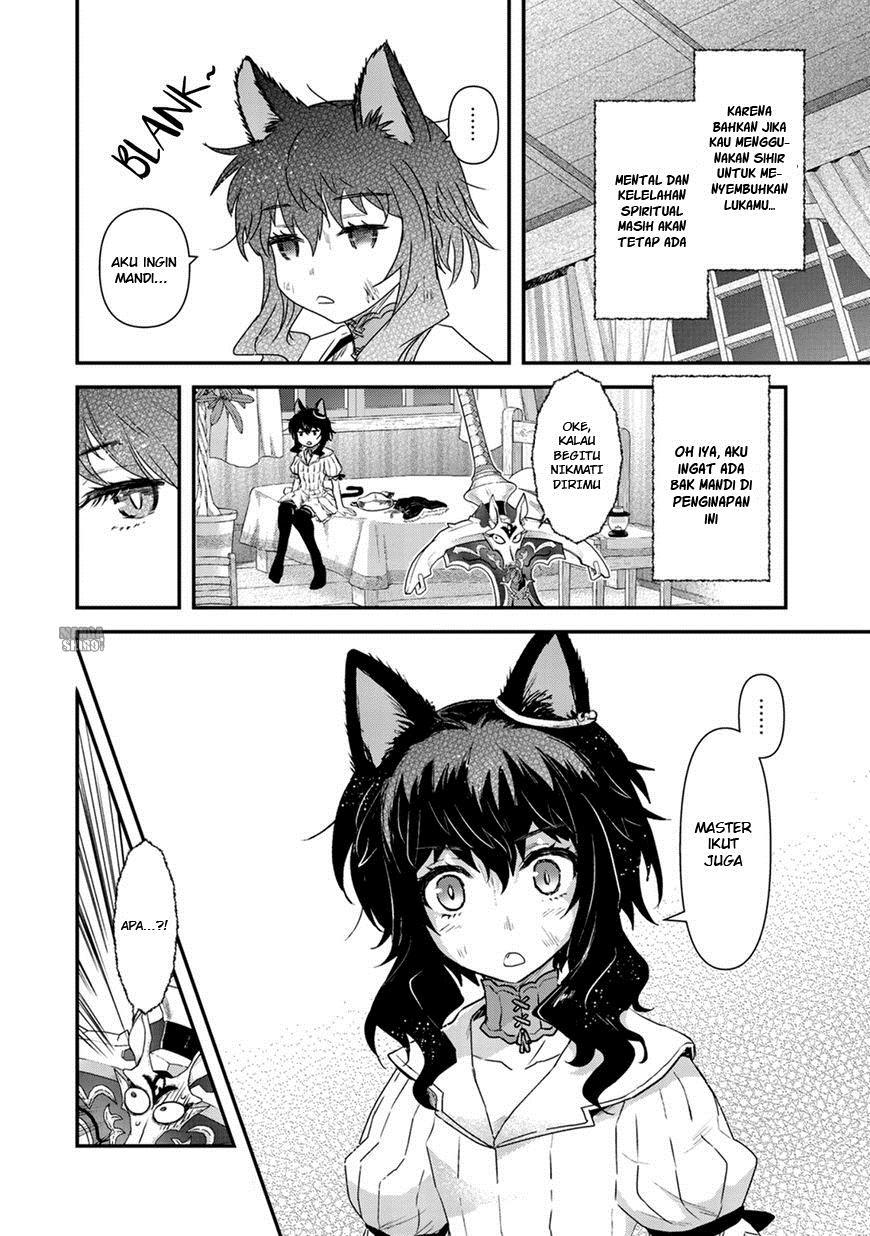 KARENA
BAHKAN JIKA
KAU MENGGU-
NAKAN SIHIR
UNTUK ME-
NYEMBUHKAN
LUKAMU...
MENTAL DAN
KELELAHAN
SPIRITUAL
MASIH AKAN
TETAP ADA
......
BLANK~
AKU INGIN
MANDI...
OH IYA, AKU
INGAT ADA
BAK MANDI DI
PENGINAPAN
INI
OKE,
KALAU
BEGITU
NIKMATI
DIRIMU
......
MASTER
IKUT
JUGA
APA...?!